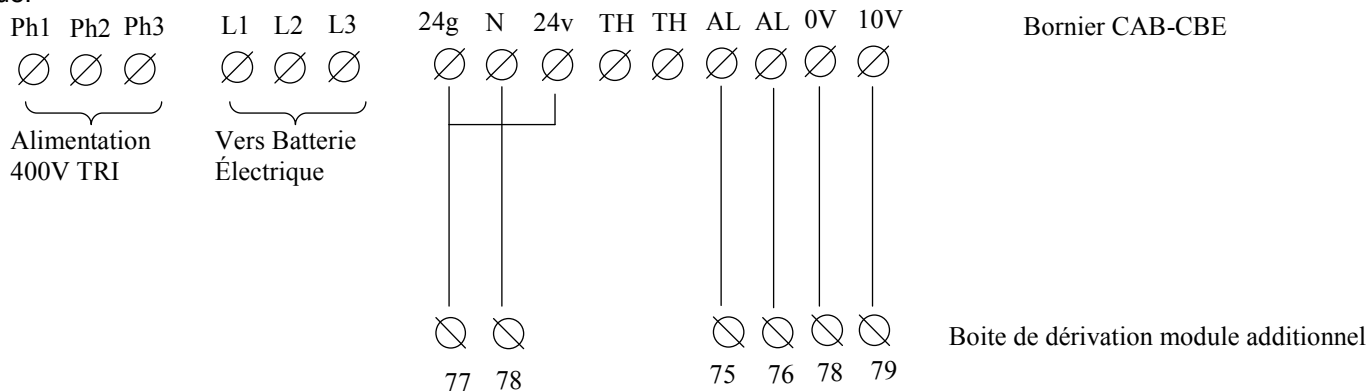 Ph1 Ph2 Ph3 L1 L2 L3 24g N 24v TH TH AL AL 0V 10V Bornier CAB-CBE
Alimentation Vers Batterie
400V TRI Électrique
Boite de dérivation module additionnel
77 78 75 76 78 79